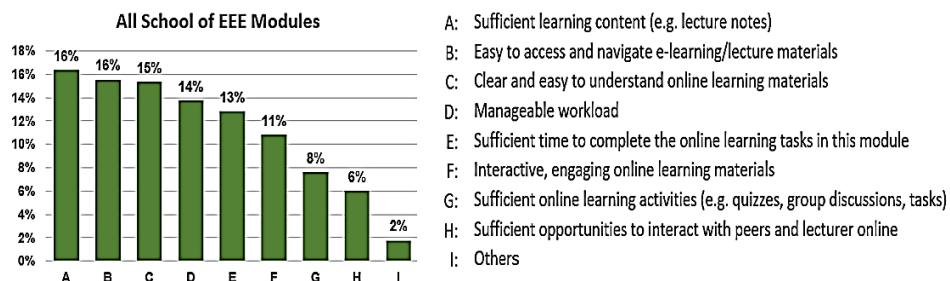 All School of EEE Modules
18%
16%
14%
12%
10%
8%
6%
4%
2%
0%
16%
16%
15%
14%
13%
11%
8%
6%
2%
A B C D E F G H I
A: Sufficient learning content (e.g. lecture notes)
B: Easy to access and navigate e-learning/lecture materials
C: Clear and easy to understand online learning materials
D: Manageable workload
E: Sufficient time to complete the online learning tasks in this module
F: Interactive, engaging online learning materials
G: Sufficient online learning activities (e.g. quizzes, group discussions, tasks)
H: Sufficient opportunities to interact with peers and lecturer online
I: Others